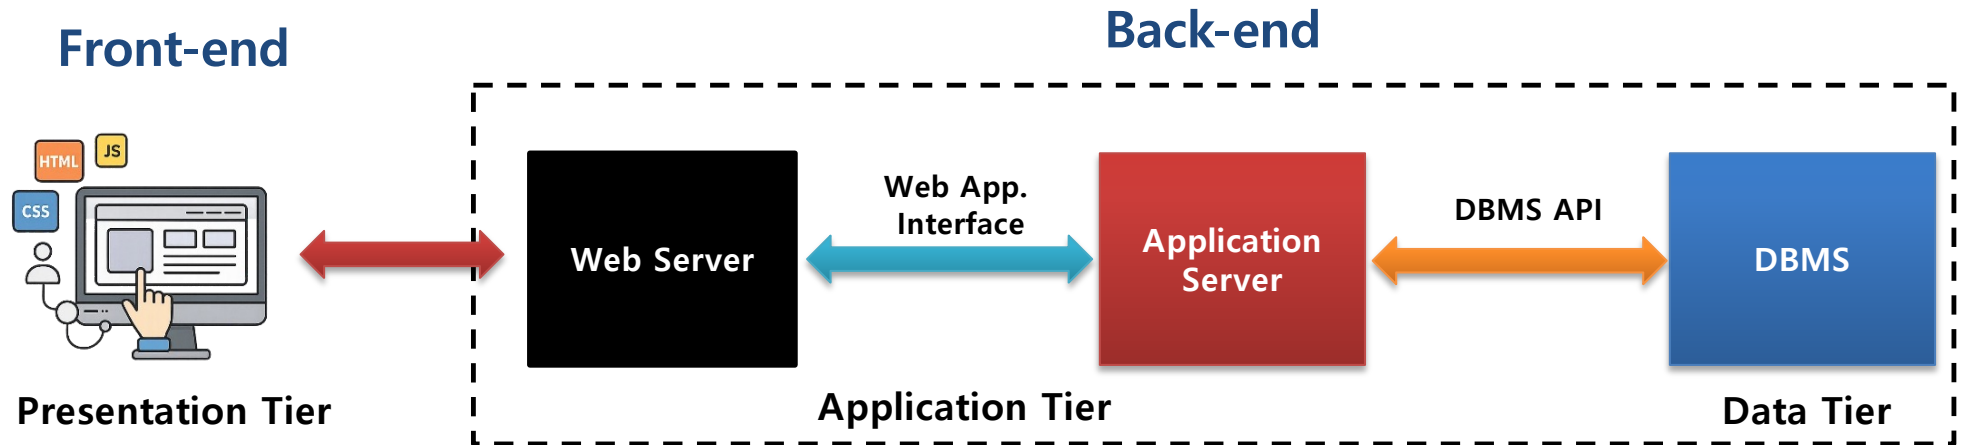 Front-end
Back-end
HTML
JS
CSS
Web Server
Web App.
Interface
Application
Server
DBMS API
DBMS
Presentation Tier
Application Tier
Data Tier